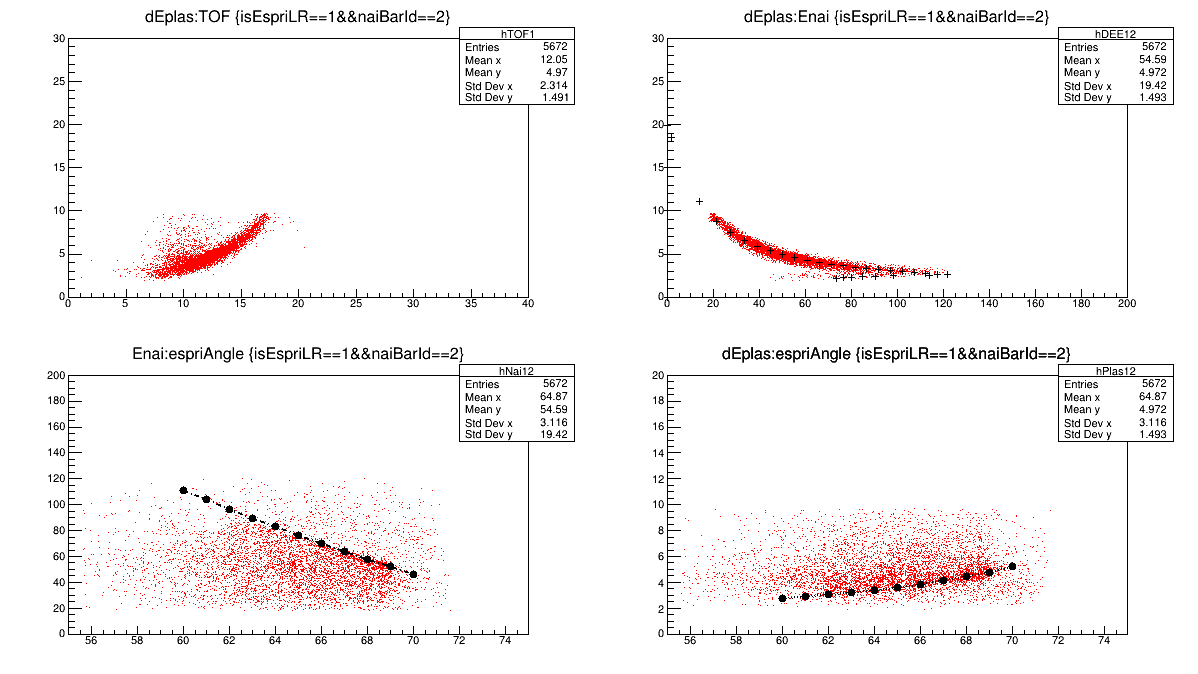 dEplas:TOF {isEspriLR==1&&naiBarId==2}
hTOF1
Entries 5672
Mean x 12.05
Mean y 4.97
Std Dev x 2.314
Std Dev y 1.491
30
25
20
15
10
5
0
0 5 10 15 20 25 30 35 40
dEplas:Enai {isEspriLR==1&&naiBarId==2}
hDEE12
Entries 5672
Mean x 54.59
Mean y 4.972
Std Dev x 19.42
Std Dev y 1.493
30
25
20
15
10
5
0
0 20 40 60 80 100 120 140 160 180 200
Enai:espriAngle {isEspriLR==1&&naiBarId==2}
hNai12
Entries 5672
Mean x 64.87
Mean y 54.59
Std Dev x 3.116
Std Dev y 19.42
200
180
160
140
120
100
80
60
40
20
0
56 58 60 62 64 66 68 70 72 74
dEplas:espriAngle {isEspriLR==1&&naiBarId==2}
hPlas12
Entries 5672
Mean x 64.87
Mean y 4.972
Std Dev x 3.116
Std Dev y 1.493
20
18
16
14
12
10
8
6
4
2
0
56 58 60 62 64 66 68 70 72 74